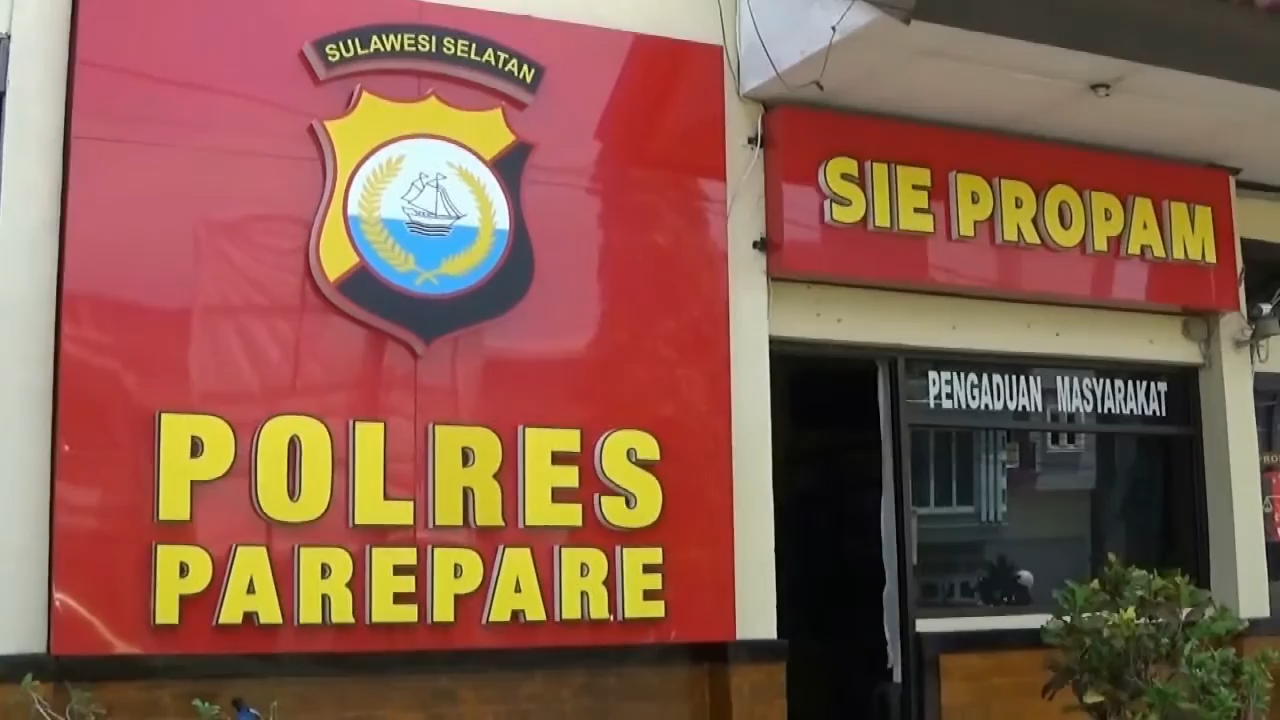 SULAWESI SELATAN
POLRES
PAREPARE
SIE PROPAM
PENGADUAN MASYARAKAT